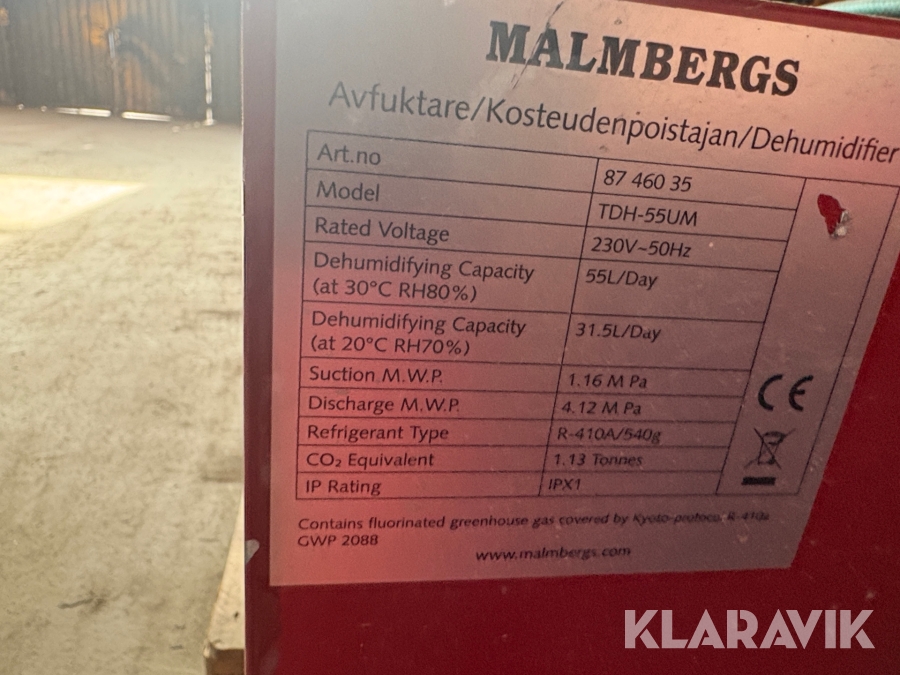 MALMBERGS
Avfuktare/Kosteudenpoistajan/Dehumidifier
Art.no 87 460 35
Model TDH-55UM
Rated Voltage 230V~50Hz
Dehumidifying Capacity
(at 30°C RH80%) 55L/Day
Dehumidifying Capacity
(at 20°C RH70%) 31.5L/Day
Suction M.W.P. 1.16 M Pa
Discharge M.W.P. 4.12 M Pa
Refrigerant Type R-410A/540g
CO₂ Equivalent 1.13 Tonnes
IP Rating IPX1
CE
Contains fluorinated greenhouse gas covered by Kyoto-protocol R-410a
GWP 2088
www.malmbergs.com
KLARAVIK